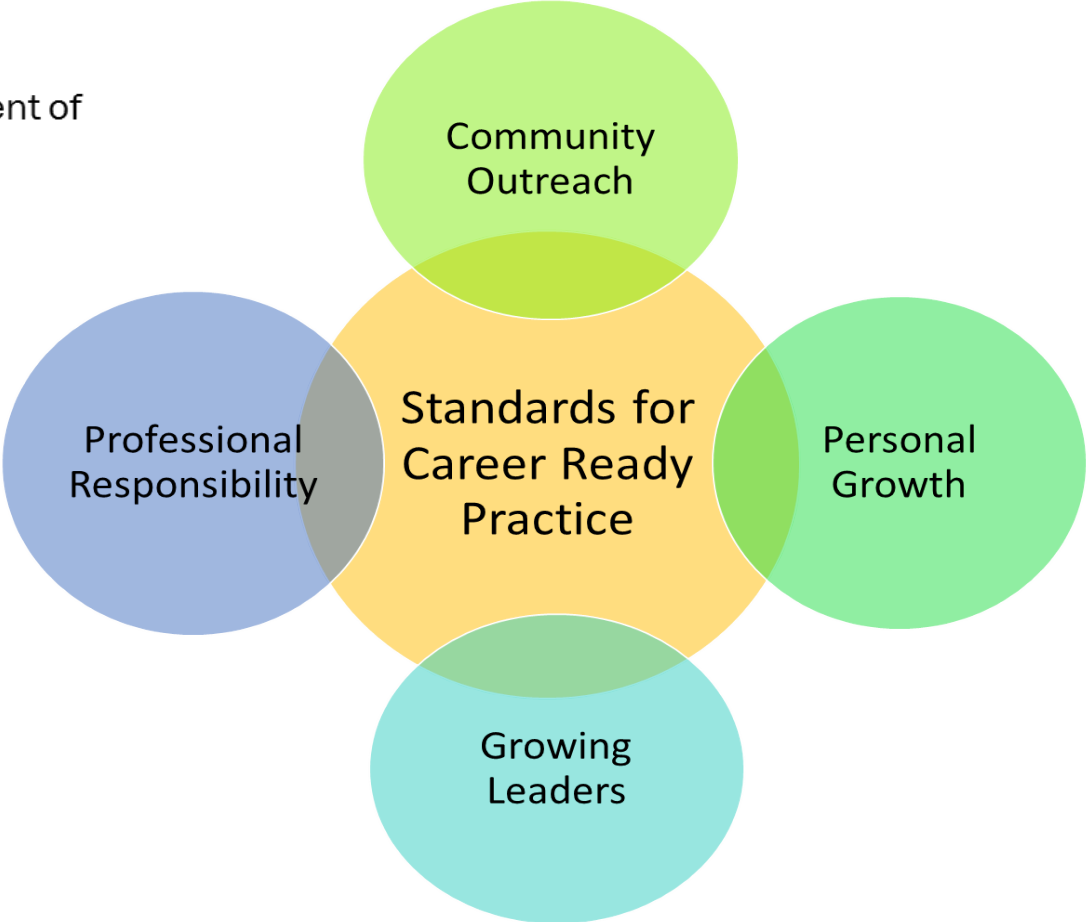 ent of
Community
Outreach
Professional
Responsibility
Standards for
Career Ready
Practice
Personal
Growth
Growing
Leaders